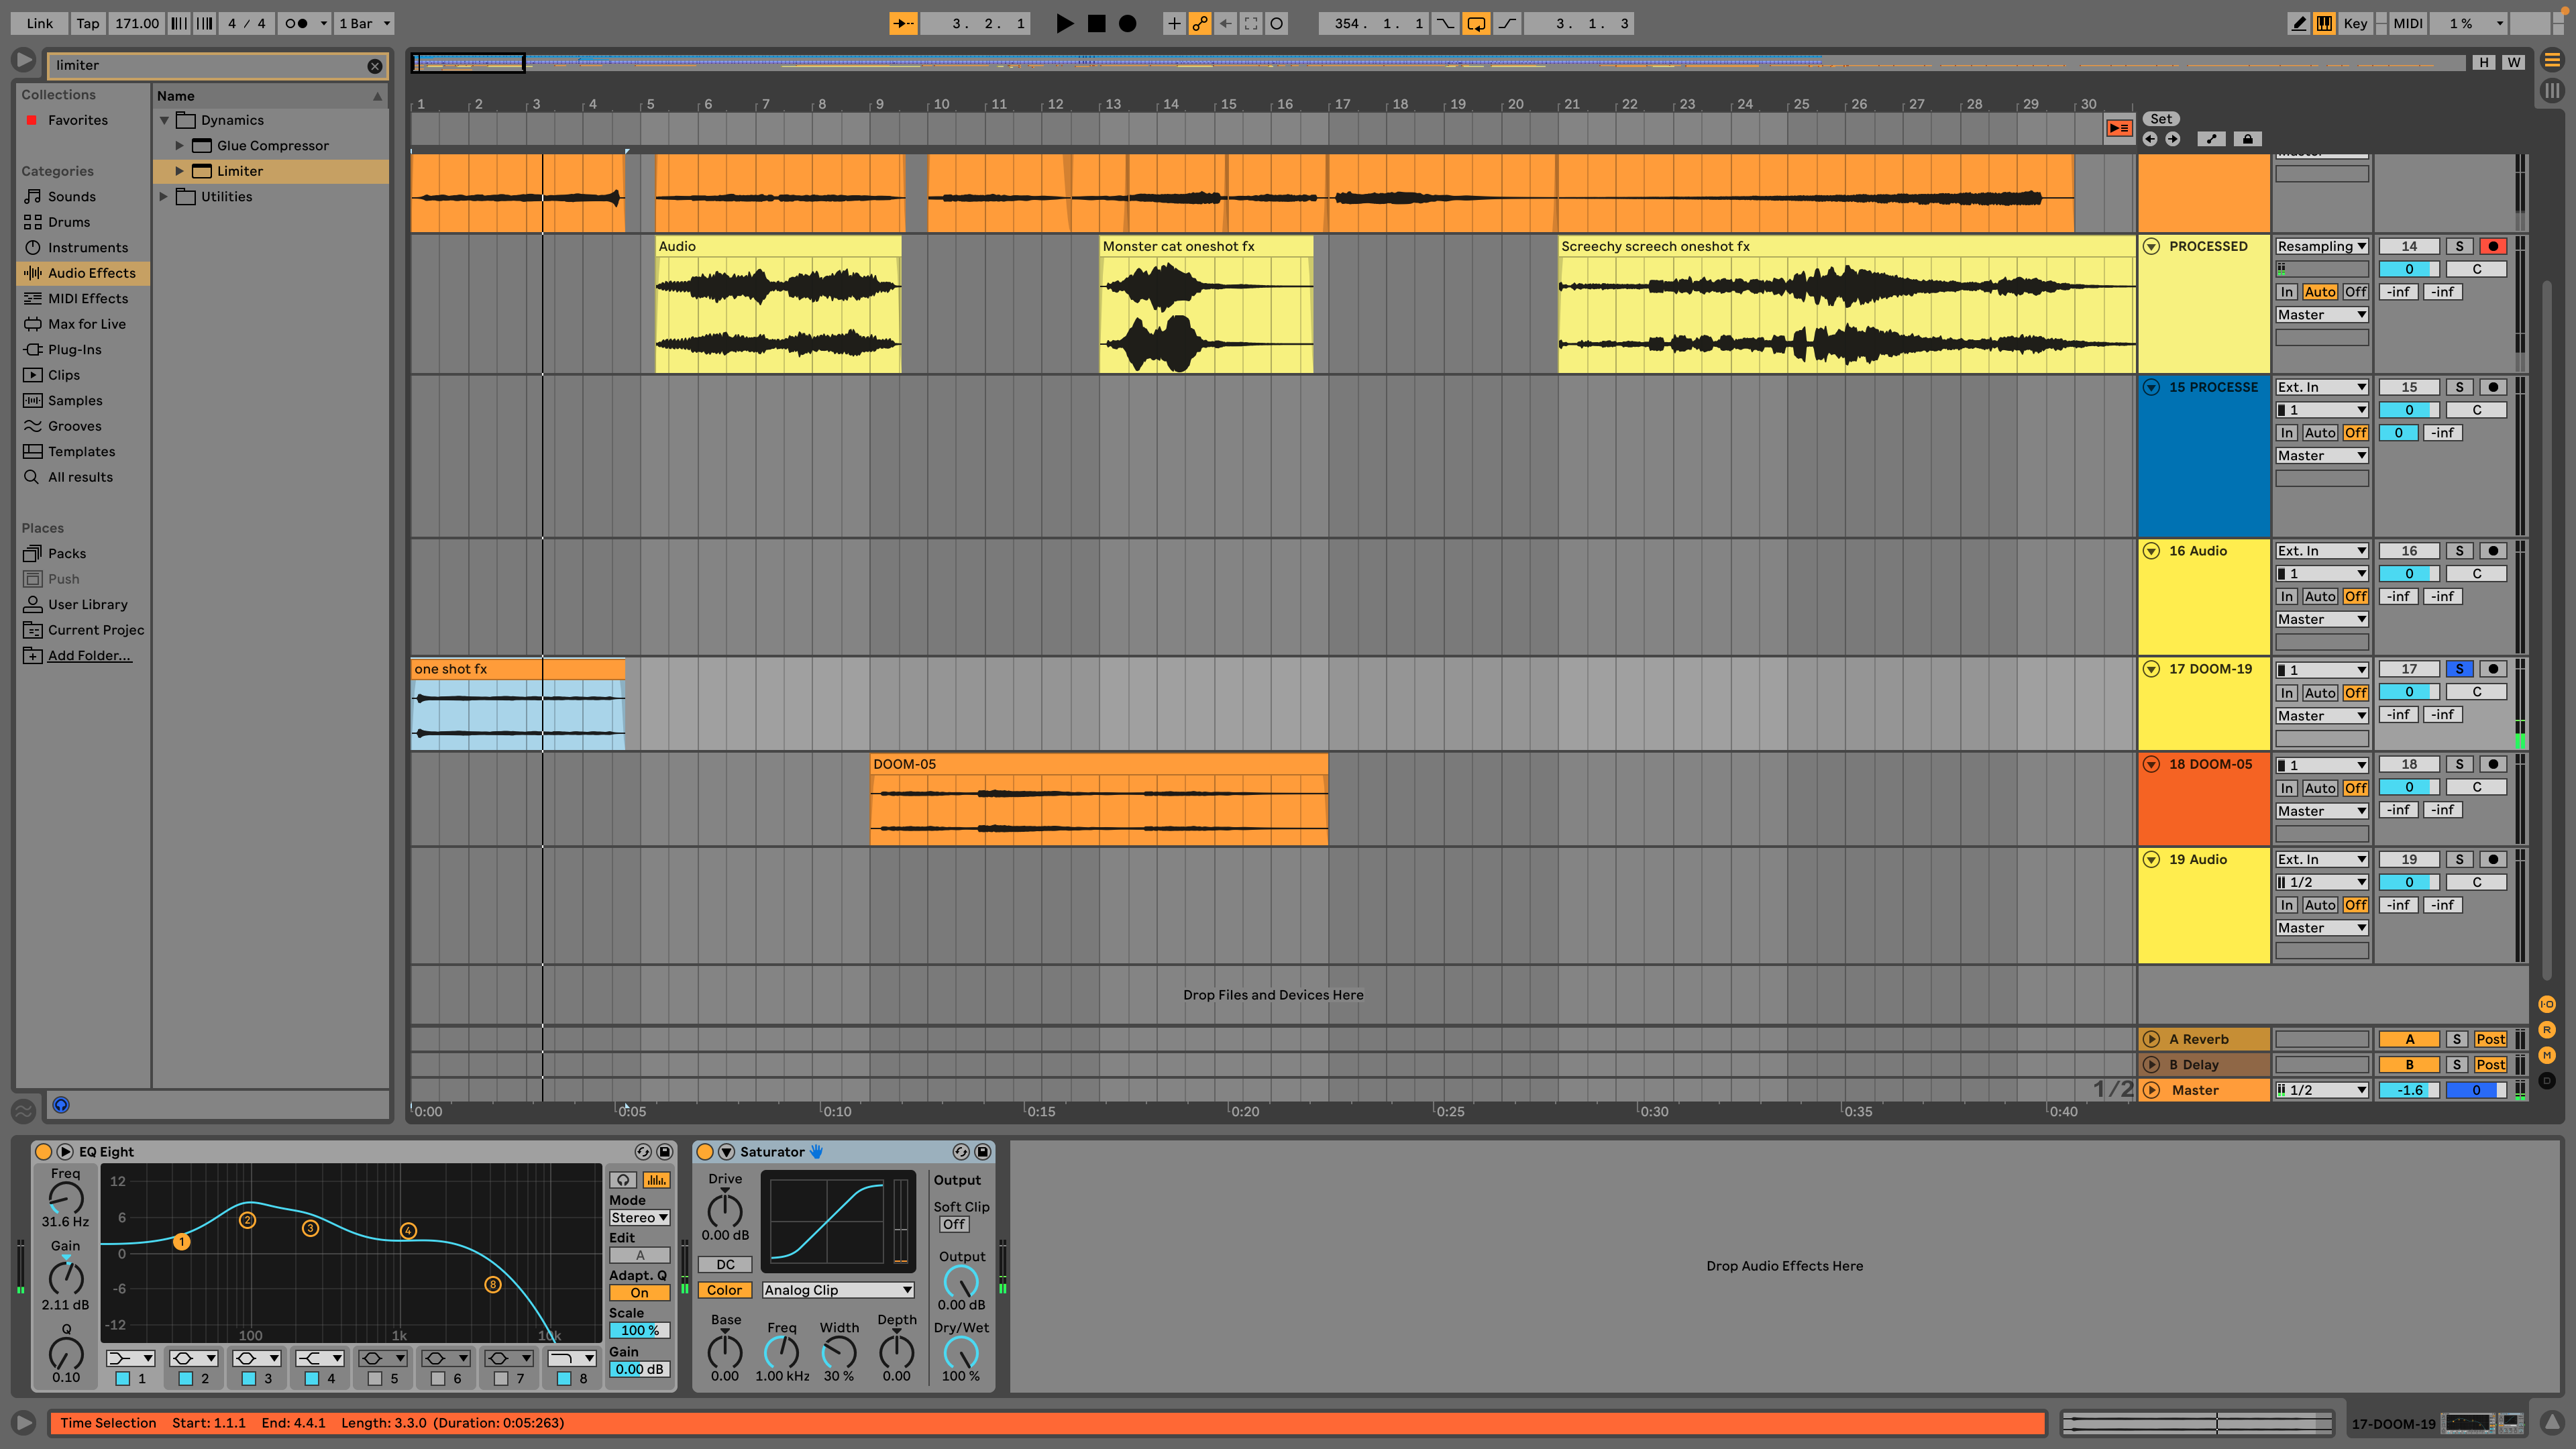 Link Tap 171.00 4 / 4 1 Bar 3. 2. 1 354. 1. 1 3. 1. 3 Key MIDI 1 %
limiter
H W
Collections
Favorites
Categories
Sounds
Drums
Instruments
Audio Effects
MIDI Effects
Max for Live
Plug-Ins
Clips
Samples
Grooves
Templates
All results
Places
Packs
Push
User Library
Current Projec
Add Folder...
Name
Dynamics
Glue Compressor
Limiter
Utilities
1 2 3 4 5 6 7 8 9 10 11 12 13 14 15 16 17 18 19 20 21 22 23 24 25 26 27 28 29 30
Set
Audio
Monster cat oneshot fx
Screechy screech oneshot fx
PROCESSED Resampling 14 S
0 C
In Auto Off -inf -inf
Master
15 PROCESSE Ext. In 15 S
1 0 C
In Auto Off 0 -inf
Master
16 Audio Ext. In 16 S
1 0 C
In Auto Off -inf -inf
Master
one shot fx
17 DOOM-19 1 17 S
In Auto Off 0 C
Master -inf -inf
DOOM-05
18 DOOM-05 1 18 S
In Auto Off 0 C
Master -inf -inf
19 Audio Ext. In 19 S
1/2 0 C
In Auto Off -inf -inf
Master
Drop Files and Devices Here
A Reverb A S Post
B Delay B S Post
1/2 Master 1/2 -1.6 0
I·O
R
M
D
0:00 0:05 0:10 0:15 0:20 0:25 0:30 0:35 0:40
EQ Eight
Freq
31.6 Hz
Gain
2.11 dB
Q
0.10
12
6
0
-6
-12
100 1k 10k
1 2 3 4 8
1 2 3 4 5 6 7 8
Mode
Stereo
Edit
A
Adapt. Q
On
Scale
100 %
Gain
0.00 dB
Saturator
Drive
0.00 dB
DC
Color
Analog Clip
Base
0.00
Freq
1.00 kHz
Width
30 %
Depth
0.00
Output
Soft Clip
Off
Output
0.00 dB
Dry/Wet
100 %
Drop Audio Effects Here
Time Selection Start: 1.1.1 End: 4.4.1 Length: 3.3.0 (Duration: 0:05:263)
17-DOOM-19